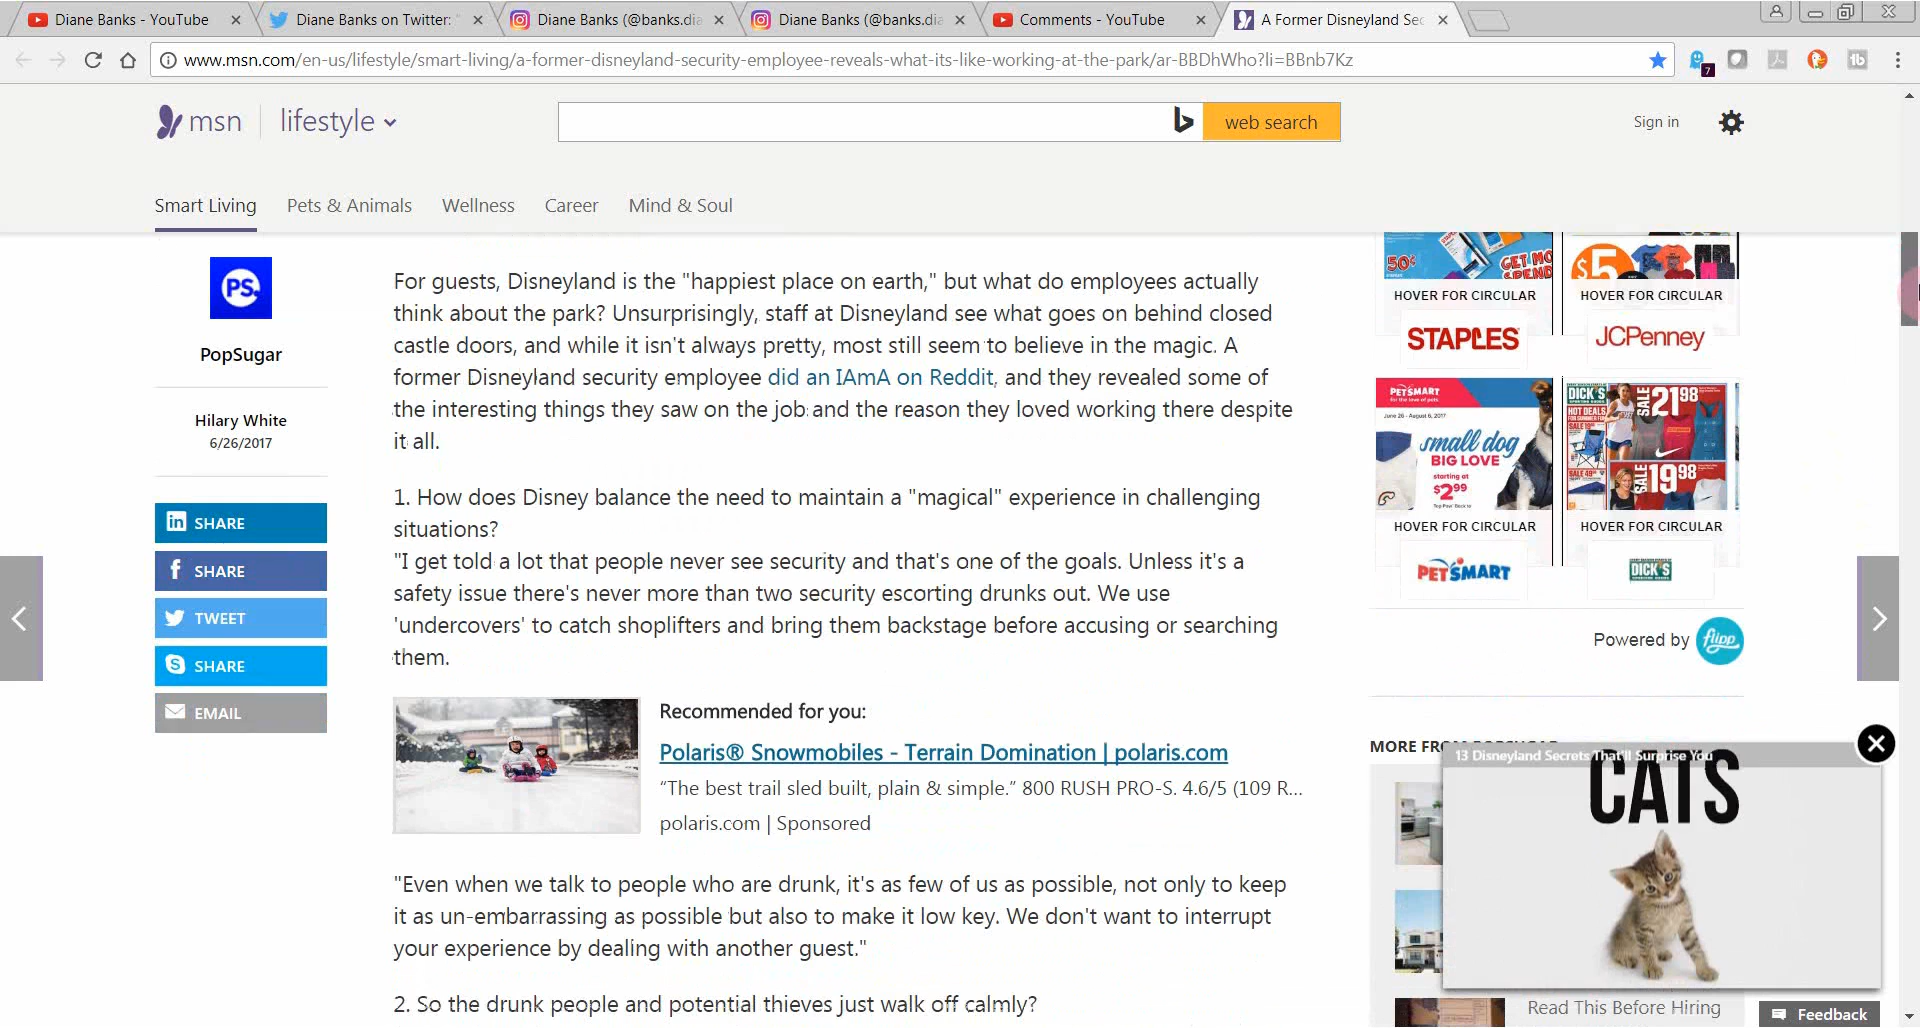 Diane Banks - YouTube
Diane Banks on Twitter: "
Diane Banks (@banks.dia
Diane Banks (@banks.dia
Comments - YouTube
A Former Disneyland Sec
www.msn.com/en-us/lifestyle/smart-living/a-former-disneyland-security-employee-reveals-what-its-like-working-at-the-park/ar-BBDhWho?li=BBnb7Kz
7
msn
lifestyle
web search
Sign in
Smart Living
Pets & Animals
Wellness
Career
Mind & Soul
PS.
PopSugar
Hilary White
6/26/2017
SHARE
SHARE
TWEET
SHARE
EMAIL
For guests, Disneyland is the "happiest place on earth," but what do employees actually
think about the park? Unsurprisingly, staff at Disneyland see what goes on behind closed
castle doors, and while it isn't always pretty, most still seem to believe in the magic. A
former Disneyland security employee did an IAmA on Reddit, and they revealed some of
the interesting things they saw on the job and the reason they loved working there despite
it all.
1. How does Disney balance the need to maintain a "magical" experience in challenging
situations?
"I get told a lot that people never see security and that's one of the goals. Unless it's a
safety issue there's never more than two security escorting drunks out. We use
'undercovers' to catch shoplifters and bring them backstage before accusing or searching
them.
Recommended for you:
Polaris® Snowmobiles - Terrain Domination | polaris.com
“The best trail sled built, plain & simple.” 800 RUSH PRO-S. 4.6/5 (109 R...
polaris.com | Sponsored
"Even when we talk to people who are drunk, it's as few of us as possible, not only to keep
it as un-embarrassing as possible but also to make it low key. We don't want to interrupt
your experience by dealing with another guest."
2. So the drunk people and potential thieves just walk off calmly?
50¢
GET MO
SPEND
$5
HOVER FOR CIRCULAR
HOVER FOR CIRCULAR
STAPLES
JCPenney
PETSMART
for the love of pets
June 26 - August 6, 2017
small dog
BIG LOVE
starting at
$2.99
DICK'S
HOT DEALS
SALE
21.98
SALE
19.98
HOVER FOR CIRCULAR
HOVER FOR CIRCULAR
PETSMART
DICK'S
Powered by
flipp
MORE FROM POPSUGAR
13 Disneyland Secrets That'll Surprise You
CATS
Read This Before Hiring
Feedback